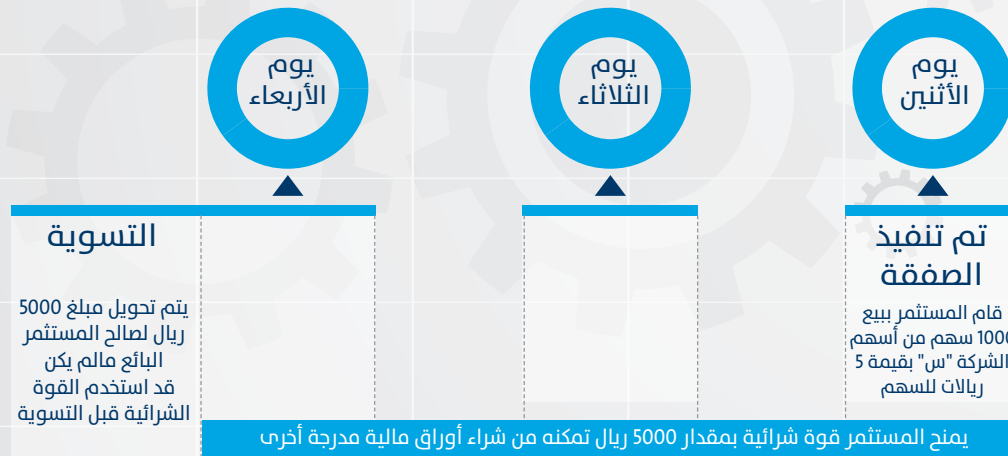 يوم
الأثنين
يوم
الثلاثاء
يوم
الأربعاء
تم تنفيذ
الصفقة
قام المستثمر ببيع
1000 سهم من أسهم
الشركة "س" بقيمة 5
ريالات للسهم
التسوية
يتم تحويل مبلغ 5000
ريال لصالح المستثمر
البائع مالم يكن
قد استخدم القوة
الشرائية قبل التسوية
يمنح المستثمر قوة شرائية بمقدار 5000 ريال تمكنه من شراء أوراق مالية مدرجة أخرى